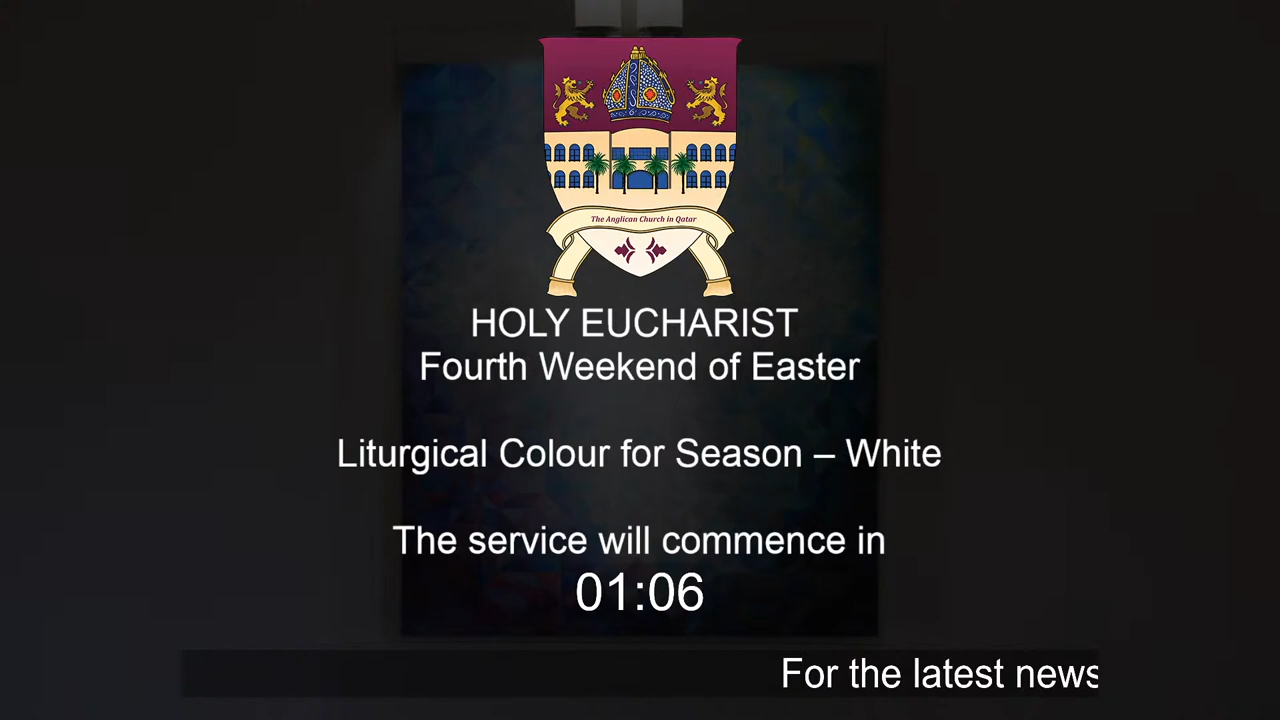 The Anglican Church in Qatar
HOLY EUCHARIST
Fourth Weekend of Easter
Liturgical Colour for Season – White
The service will commence in
01:06
For the latest news